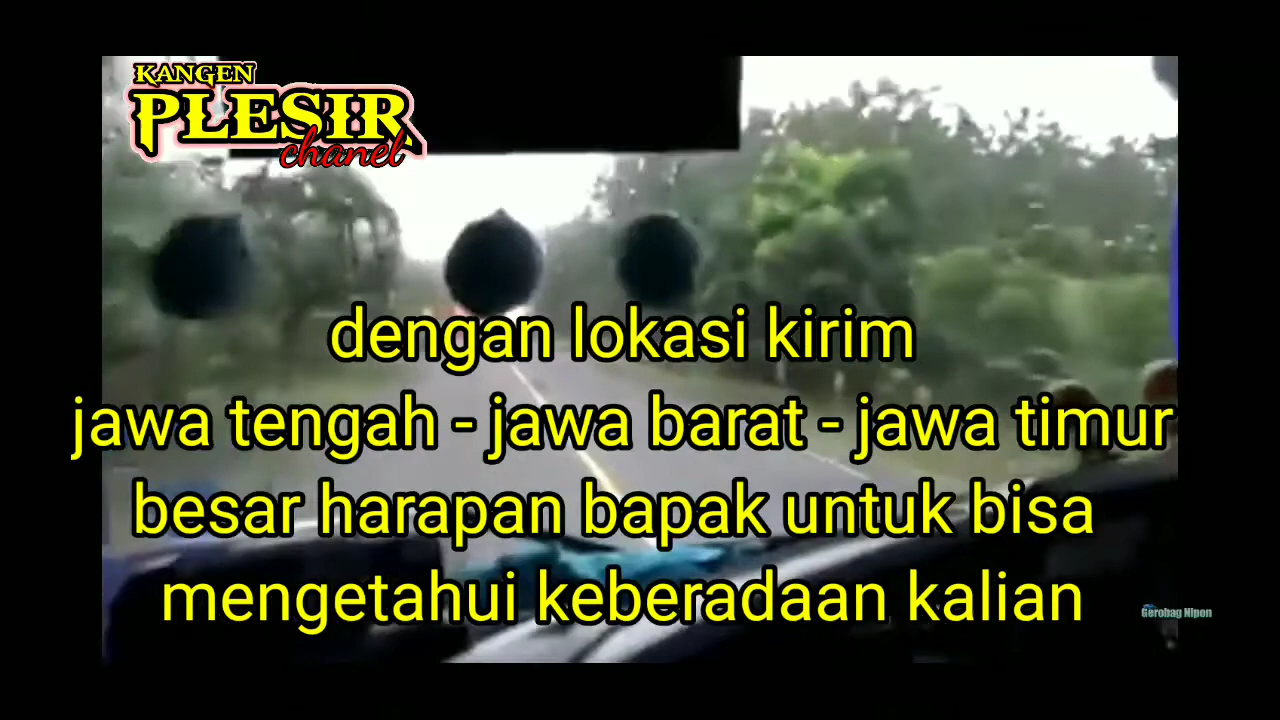 KANGEN
PLESIR
chanel
dengan lokasi kirim
jawa tengah - jawa barat - jawa timur
besar harapan bapak untuk bisa
mengetahui keberadaan kalian
Gerobag Nipon